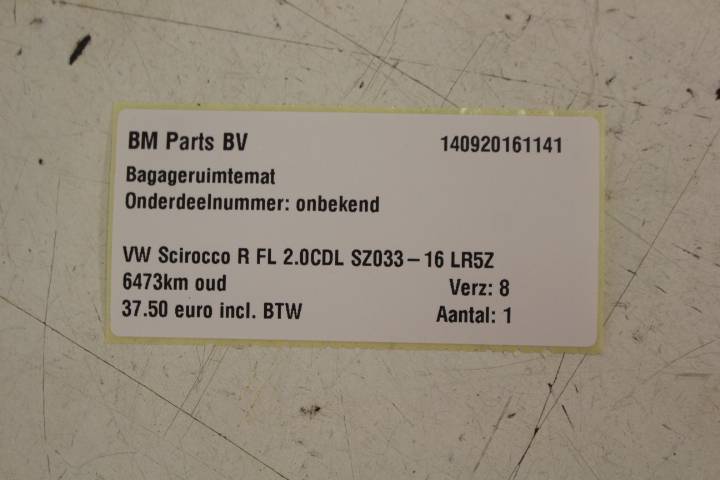 BM Parts BV 140920161141
Bagageruimtemat
Onderdeelnummer: onbekend
VW Scirocco R FL 2.0CDL SZ033-16 LR5Z
6473km oud Verz: 8
37.50 euro incl. BTW Aantal: 1